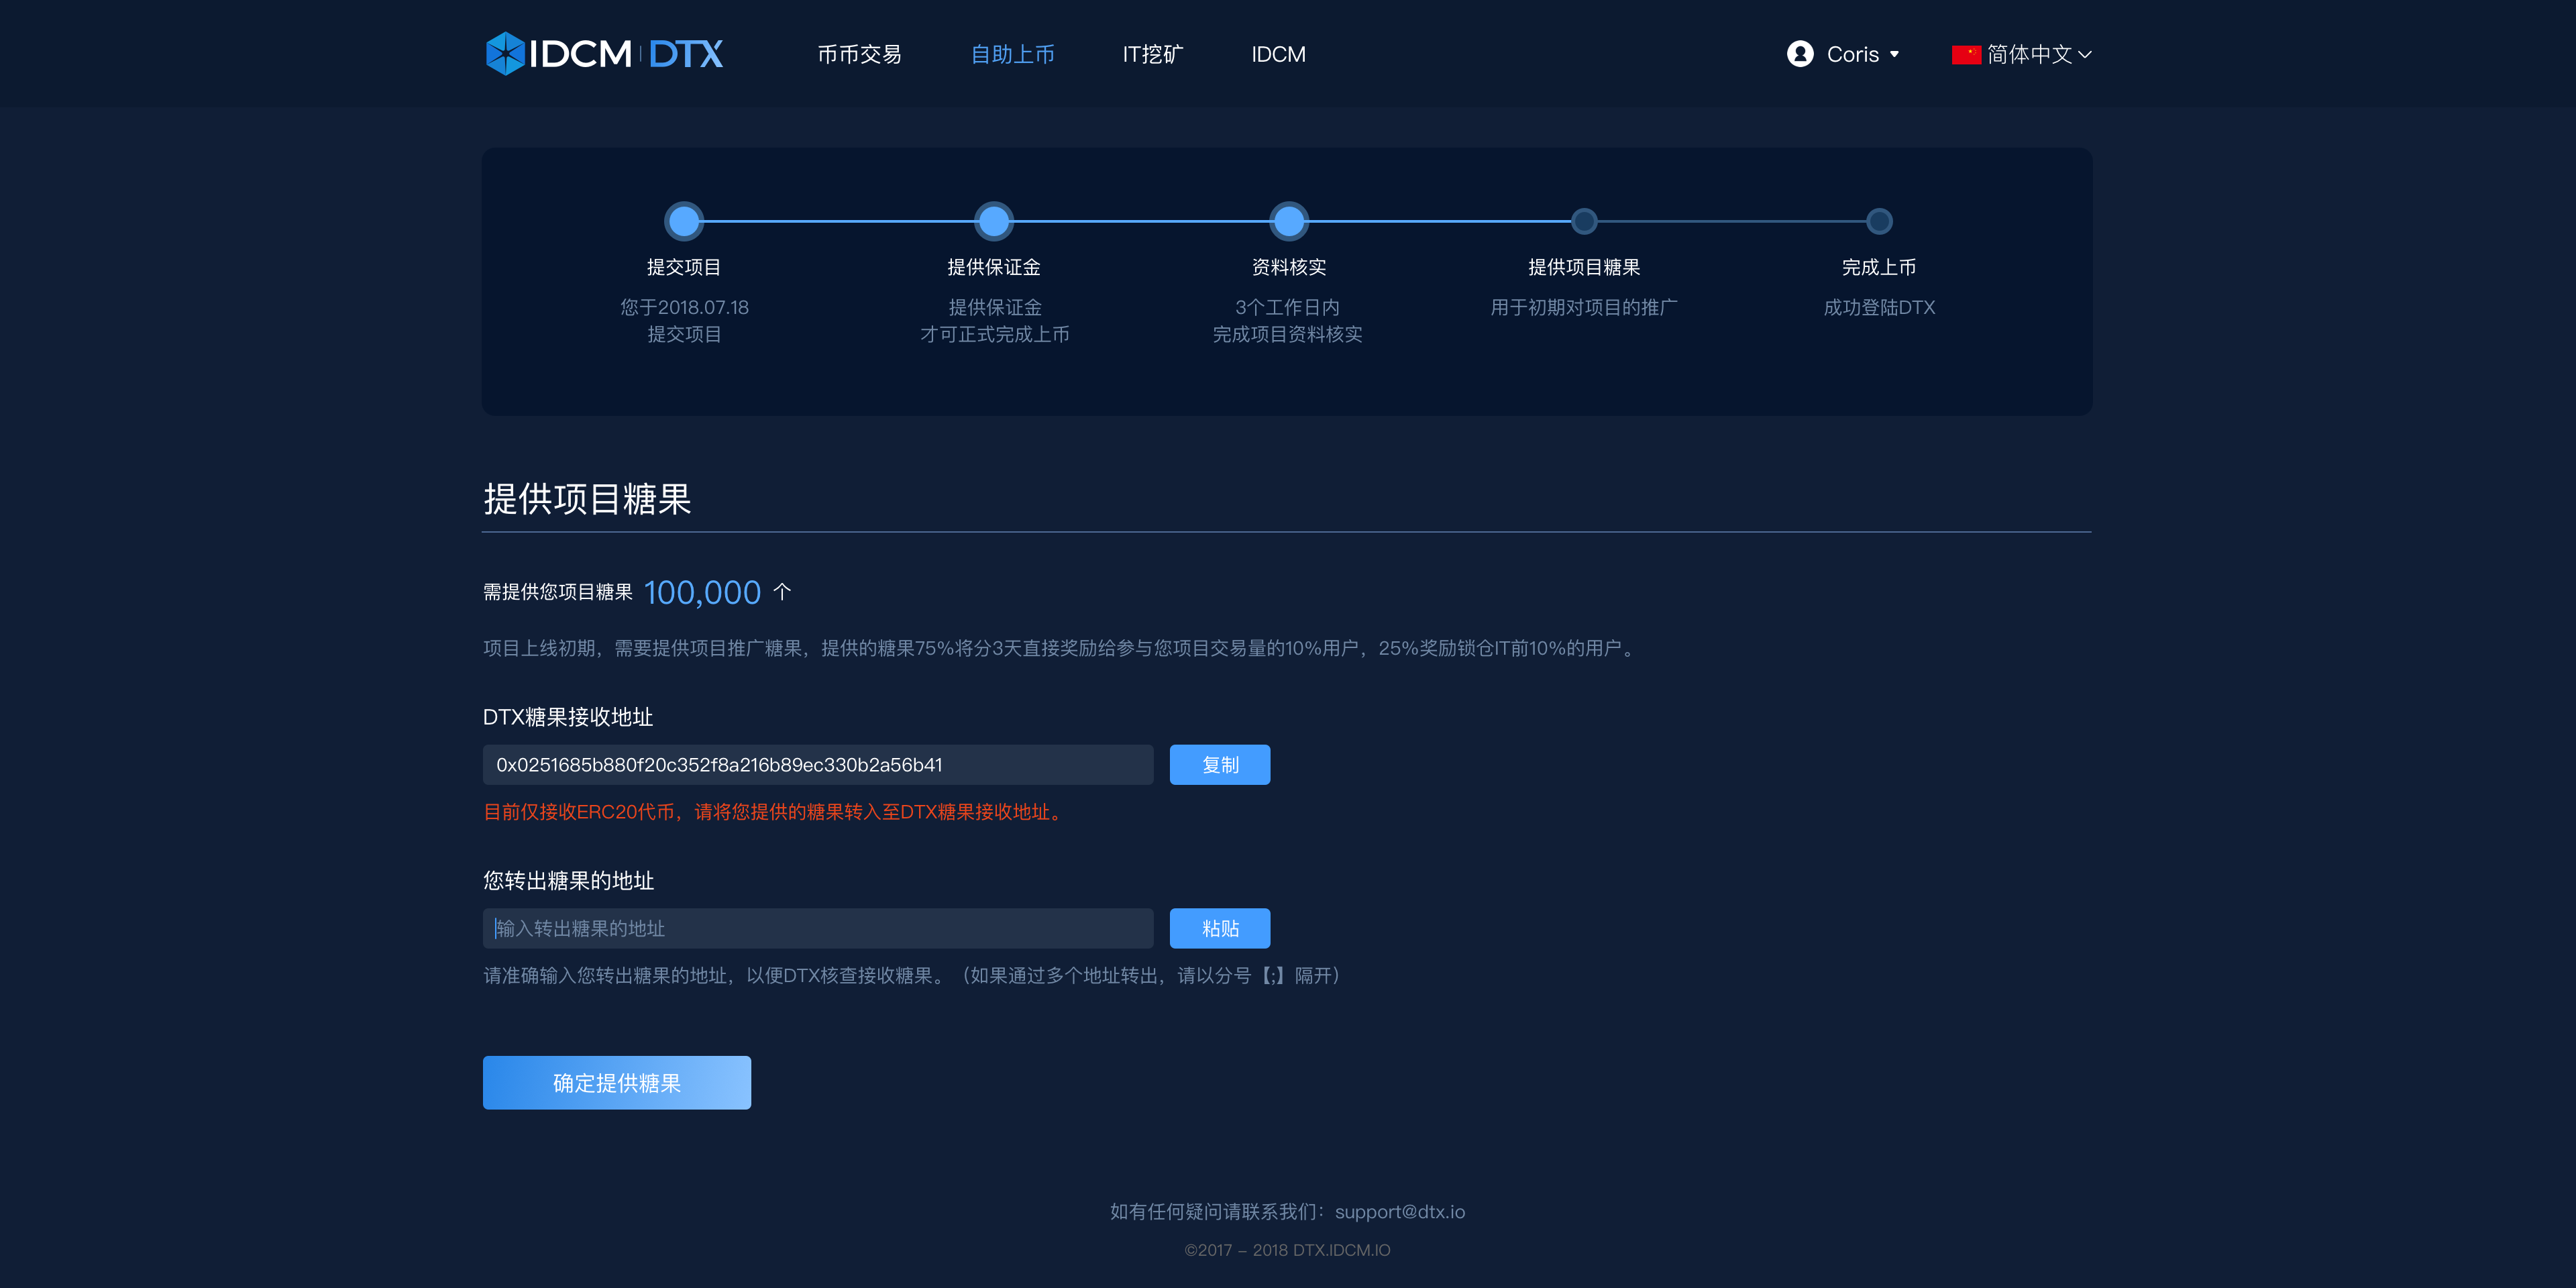 IDCM DTX 币币交易 自助上币 IT挖矿 IDCM Coris 简体中文
提交项目 提供保证金 资料核实 提供项目糖果 完成上币
您于2018.07.18 提供保证金 3个工作日内 用于初期对项目的推广 成功登陆DTX
提交项目 才可正式完成上币 完成项目资料核实
提供项目糖果
需提供您项目糖果 100,000 个
项目上线初期，需要提供项目推广糖果，提供的糖果75%将分3天直接奖励给参与您项目交易量的10%用户，25%奖励锁仓IT前10%的用户。
DTX糖果接收地址
0x0251685b880f20c352f8a216b89ec330b2a56b41 复制
目前仅接收ERC20代币，请将您提供的糖果转入至DTX糖果接收地址。
您转出糖果的地址
输入转出糖果的地址 粘贴
请准确输入您转出糖果的地址，以便DTX核查接收糖果。（如果通过多个地址转出，请以分号【;】隔开）
确定提供糖果
如有任何疑问请联系我们：support@dtx.io
©2017 – 2018 DTX.IDCM.IO